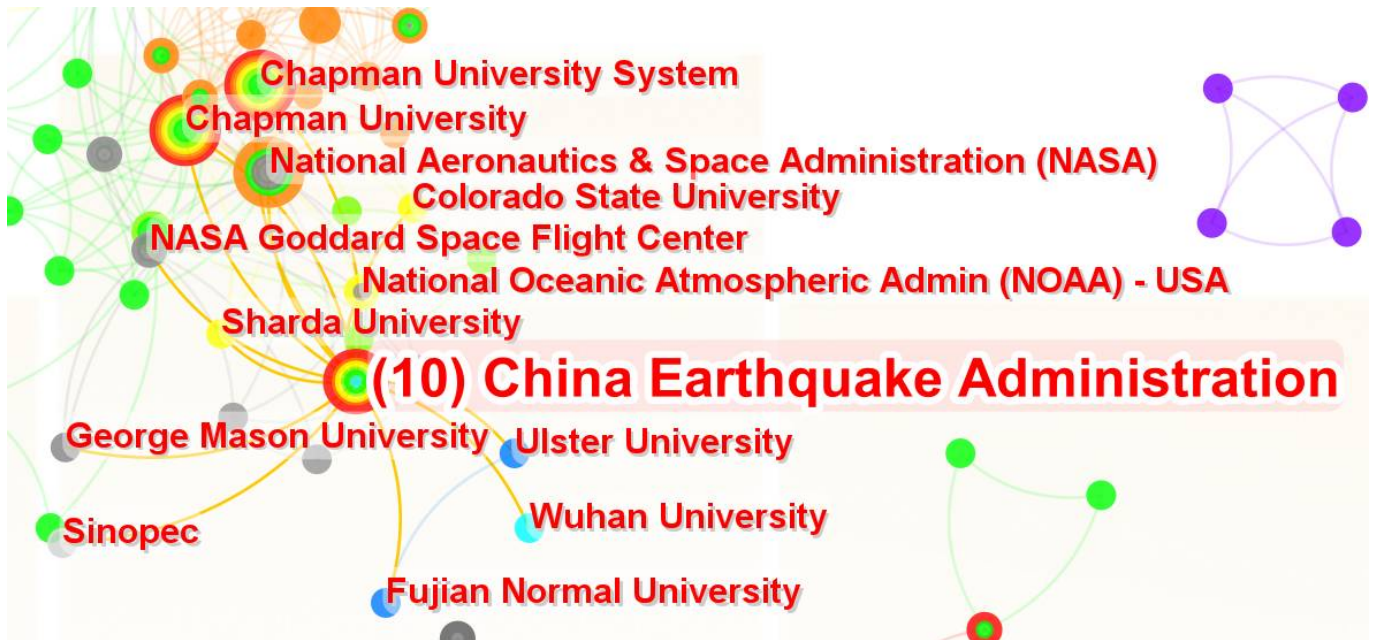 Chapman University System
Chapman University
National Aeronautics & Space Administration (NASA)
Colorado State University
NASA Goddard Space Flight Center
National Oceanic Atmospheric Admin (NOAA) - USA
Sharda University
(10) China Earthquake Administration
George Mason University
Ulster University
Wuhan University
Sinopec
Fujian Normal University